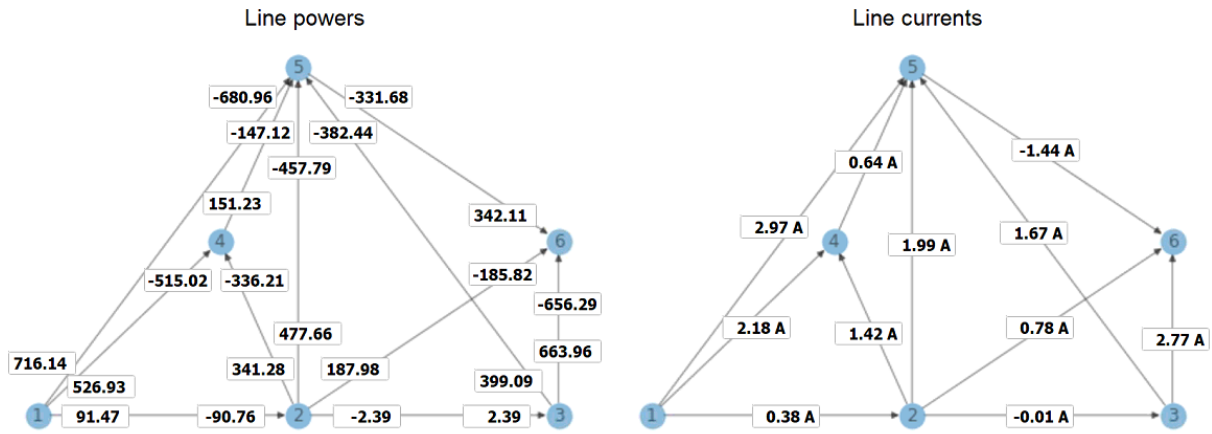 Line powers
5
-680.96
-331.68
-147.12
-382.44
-457.79
151.23
342.11
4
6
-515.02
-336.21
-185.82
-656.29
477.66
663.96
716.14
341.28
187.98
526.93
399.09
1
91.47
-90.76
2
-2.39
2.39
3
Line currents
5
-1.44 A
0.64 A
2.97 A
1.67 A
4
1.99 A
6
2.18 A
1.42 A
0.78 A
2.77 A
1
0.38 A
2
-0.01 A
3